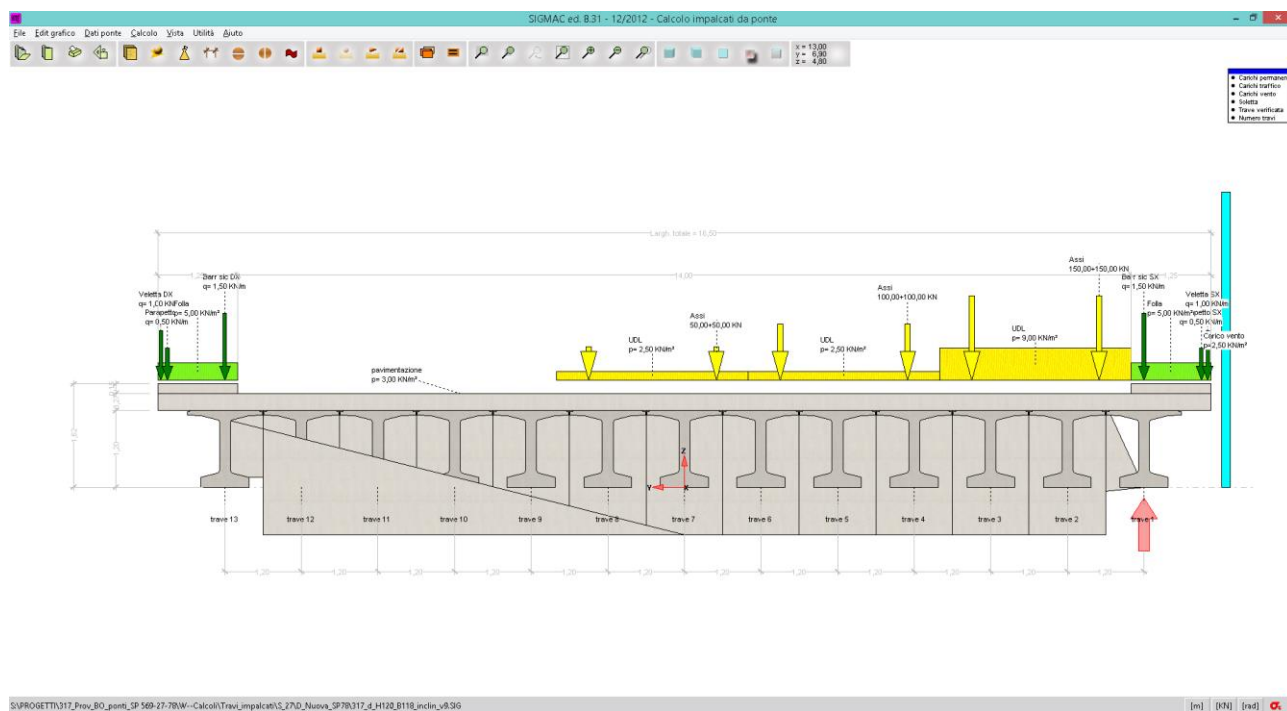 SIGMAC ed. 8.31 - 12/2012 - Calcolo impalcati da ponte
File Edit grafico Dati ponte Calcolo Vista Utilità Aiuto
x = 13,00
y = 6,90
z = 4,80
Carichi permanen
Carichi traffico
Carichi vento
Soletta
Trave verificata
Numero travi
Largh. totale = 16,50
14,00
1,25
Barr sic DX
q= 1,50 KN/m
Veletta DX
q= 1,00 KN
Folla
Parapetto
p= 5,00 KN/m²
q= 0,50 KN/m
Assi
150,00+150,00 KN
Assi
100,00+100,00 KN
Assi
50,00+50,00 KN
UDL
p= 2,50 KN/m²
UDL
p= 2,50 KN/m²
UDL
p= 9,00 KN/m²
Barr sic SX
q= 1,50 KN/m
Folla
p= 5,00 KN/m²
Veletta SX
q= 1,00 KN/m
petto SX
q= 0,50 KN/m
Carico vento
p=2,50 KN/m²
pavimentazione
p= 3,00 KN/m²
1,62
1,20
Z
Y
X
trave 13 trave 12 trave 11 trave 10 trave 9 trave 8 trave 7 trave 6 trave 5 trave 4 trave 3 trave 2 trave 1
1,20 1,20 1,20 1,20 1,20 1,20 1,20 1,20 1,20 1,20 1,20 1,20
S:\PROGETTI\317_Prov_BO_ponti_SP 569-27-78\W--Calcoli\Travi_impalcati\S_27\D_Nuova_SP78\317_d_H120_B118_inclin_v9.SIG
[m] [KN] [rad]